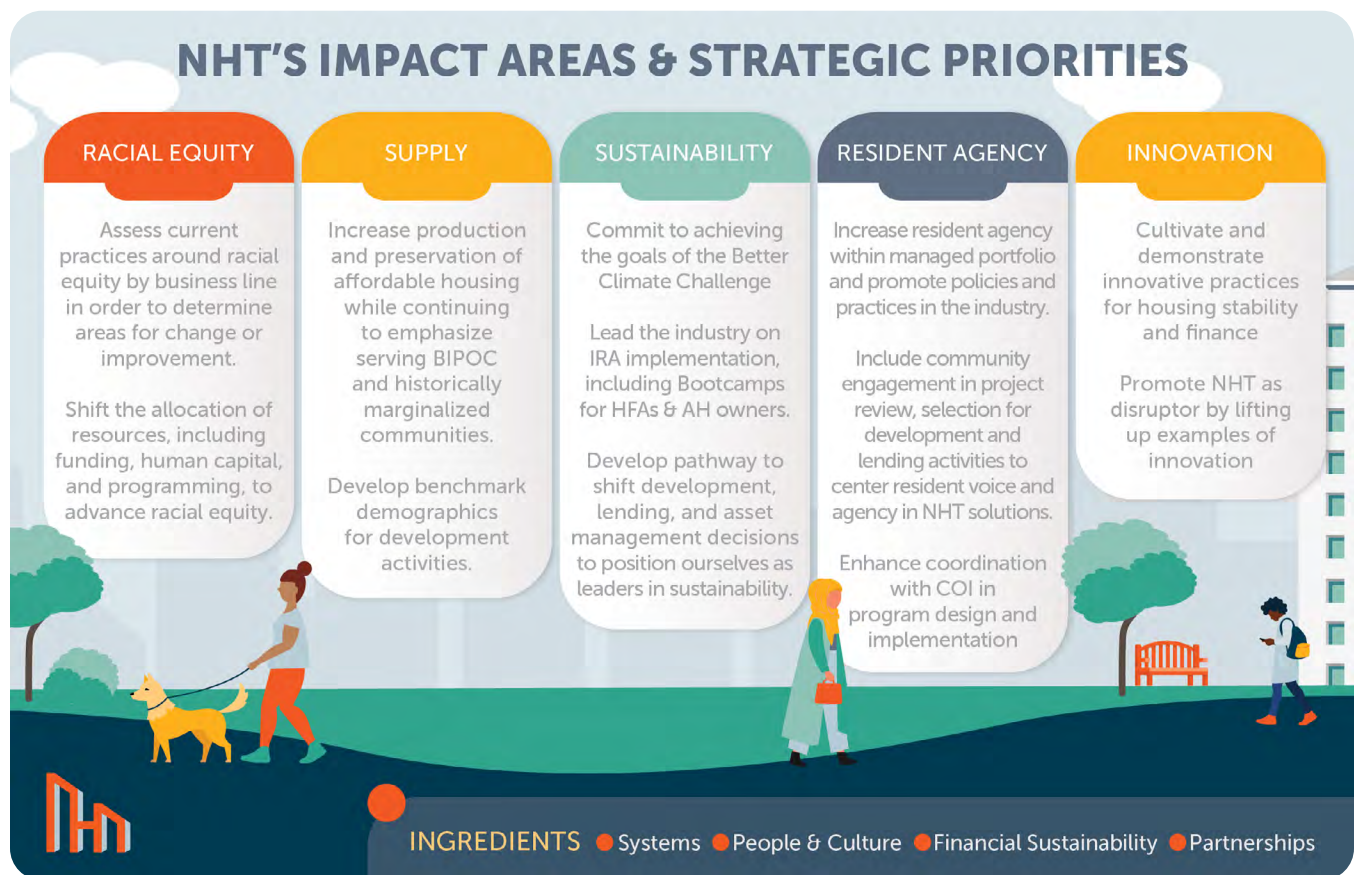 NHT'S IMPACT AREAS & STRATEGIC PRIORITIES
RACIAL EQUITY
Assess current
practices around racial
equity by business line
in order to determine
areas for change or
improvement.
Shift the allocation of
resources, including
funding, human capital,
and programming, to
advance racial equity.
SUPPLY
Increase production
and preservation of
affordable housing
while continuing
to emphasize
serving BIPOC
and historically
marginalized
communities.
Develop benchmark
demographics
for development
activities.
SUSTAINABILITY
Commit to achieving
the goals of the Better
Climate Challenge
Lead the industry on
IRA implementation,
including Bootcamps
for HFAs & AH owners.
Develop pathway to
shift development,
lending, and asset
management decisions
to position ourselves as
leaders in sustainability.
RESIDENT AGENCY
Increase resident agency
within managed portfolio
and promote policies and
practices in the industry.
Include community
engagement in project
review, selection for
development and
lending activities to
center resident voice and
agency in NHT solutions.
Enhance coordination
with COI in
program design and
implementation
INNOVATION
Cultivate and
demonstrate
innovative practices
for housing stability
and finance
Promote NHT as
disruptor by lifting
up examples of
innovation
INGREDIENTS Systems People & Culture Financial Sustainability Partnerships